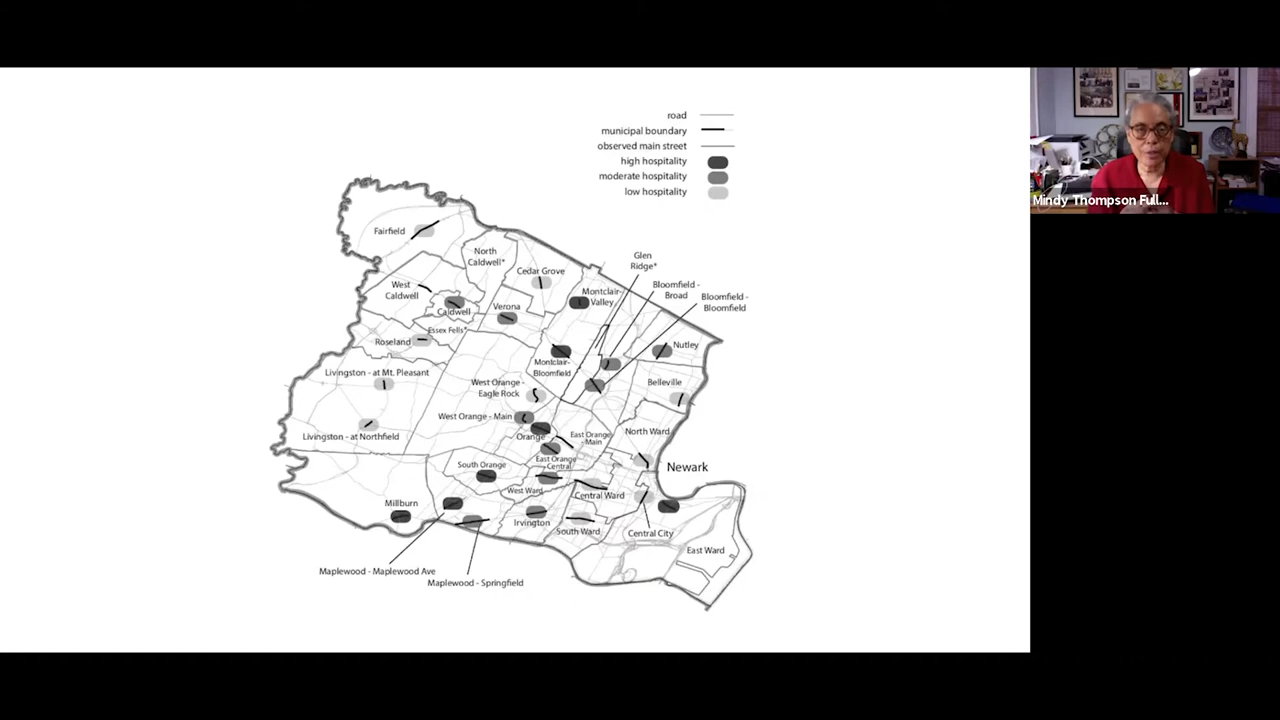 road
municipal boundary
observed main street
high hospitality
moderate hospitality
low hospitality
Mindy Thompson Full...
Fairfield
North
Caldwell*
Cedar Grove
Glen
Ridge*
Bloomfield -
Broad
Bloomfield -
Bloomfield
West
Caldwell
Caldwell
Verona
Montclair-
Valley
Essex Fells*
Roseland
Nutley
Montclair-
Bloomfield
Livingston - at Mt. Pleasant
West Orange -
Eagle Rock
Belleville
West Orange - Main
Livingston - at Northfield
Orange
East Orange
- Main
North Ward
East Orange
Central
South Orange
Newark
West Ward
Central Ward
Millburn
Irvington
South Ward
Central City
East Ward
Maplewood - Maplewood Ave
Maplewood - Springfield